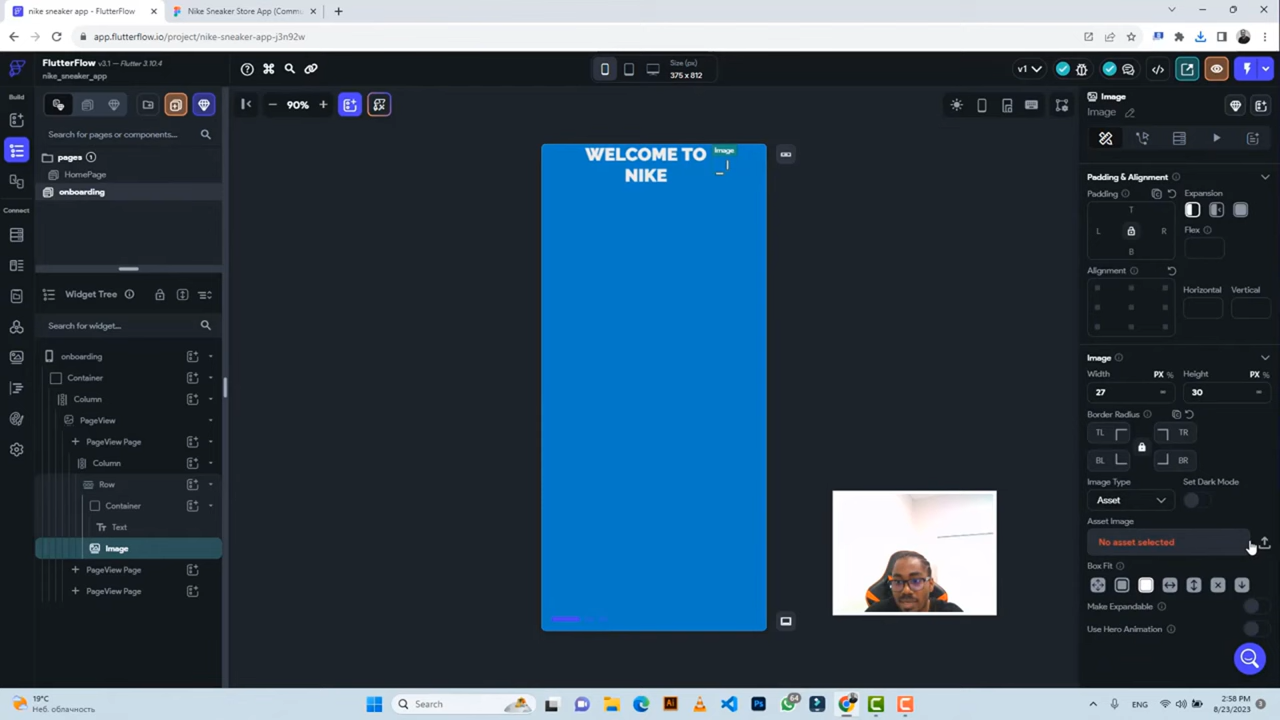 nike sneaker app - FlutterFlow
Nike Sneaker Store App (Commu
app.flutterflow.io/project/nike-sneaker-app-j3n92w
FlutterFlow v3.1 - Flutter 3.10.4
nike_sneaker_app
Size (px)
375 x 812
v1
Build
90%
Search for pages or components...
pages 1
HomePage
onboarding
Connect
Widget Tree
Search for widget...
onboarding
Container
Column
PageView
PageView Page
Column
Row
Container
Tт Text
Image
PageView Page
PageView Page
WELCOME TO
NIKE
Image
Image
Image
Padding & Alignment
Padding
Expansion
T
L
R
B
Flex
Alignment
Horizontal
Vertical
Image
Width
PX %
Height
PX %
27
30
Border Radius
TL
TR
BL
BR
Image Type
Set Dark Mode
Asset
Asset Image
No asset selected
Box Fit
Make Expandable
Use Hero Animation
19°C
Небл. облачность
Search
64
ENG
2:58 PM
8/23/2023